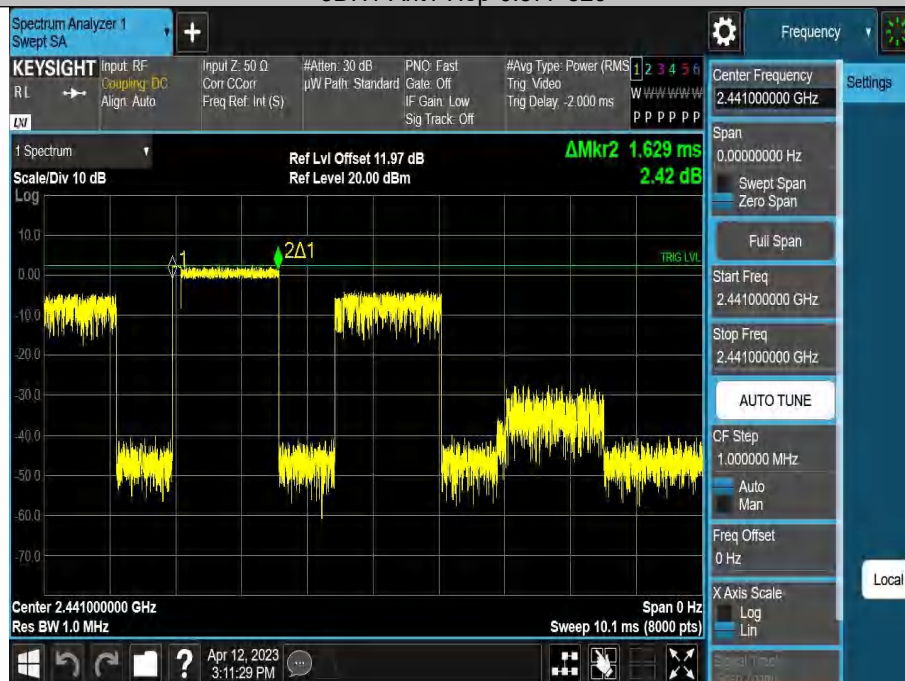 Spectrum Analyzer 1
Swept SA
Frequency
KEYSIGHT
RL
LXI
Input: RF
Coupling: DC
Align: Auto
Input Z: 50 Ω
Corr CCorr
Freq Ref: Int (S)
#Atten: 30 dB
µW Path: Standard
PNO: Fast
Gate: Off
IF Gain: Low
Sig Track: Off
#Avg Type: Power (RMS
Trig: Video
Trig Delay: -2.000 ms
1 2 3 4 5 6
W W W W W W
P P P P P P
1 Spectrum
Scale/Div 10 dB
Log
Ref Lvl Offset 11.97 dB
Ref Level 20.00 dBm
ΔMkr2 1.629 ms
2.42 dB
10.0
0.00
-10.0
-20.0
-30.0
-40.0
-50.0
-60.0
-70.0
1
2Δ1
TRIG LVL
Center 2.441000000 GHz
Res BW 1.0 MHz
Span 0 Hz
Sweep 10.1 ms (8000 pts)
Center Frequency
2.441000000 GHz
Settings
Span
0.00000000 Hz
Swept Span
Zero Span
Full Span
Start Freq
2.441000000 GHz
Stop Freq
2.441000000 GHz
AUTO TUNE
CF Step
1.000000 MHz
Auto
Man
Freq Offset
0 Hz
X Axis Scale
Log
Lin
Local
?
Apr 12, 2023
3:11:29 PM